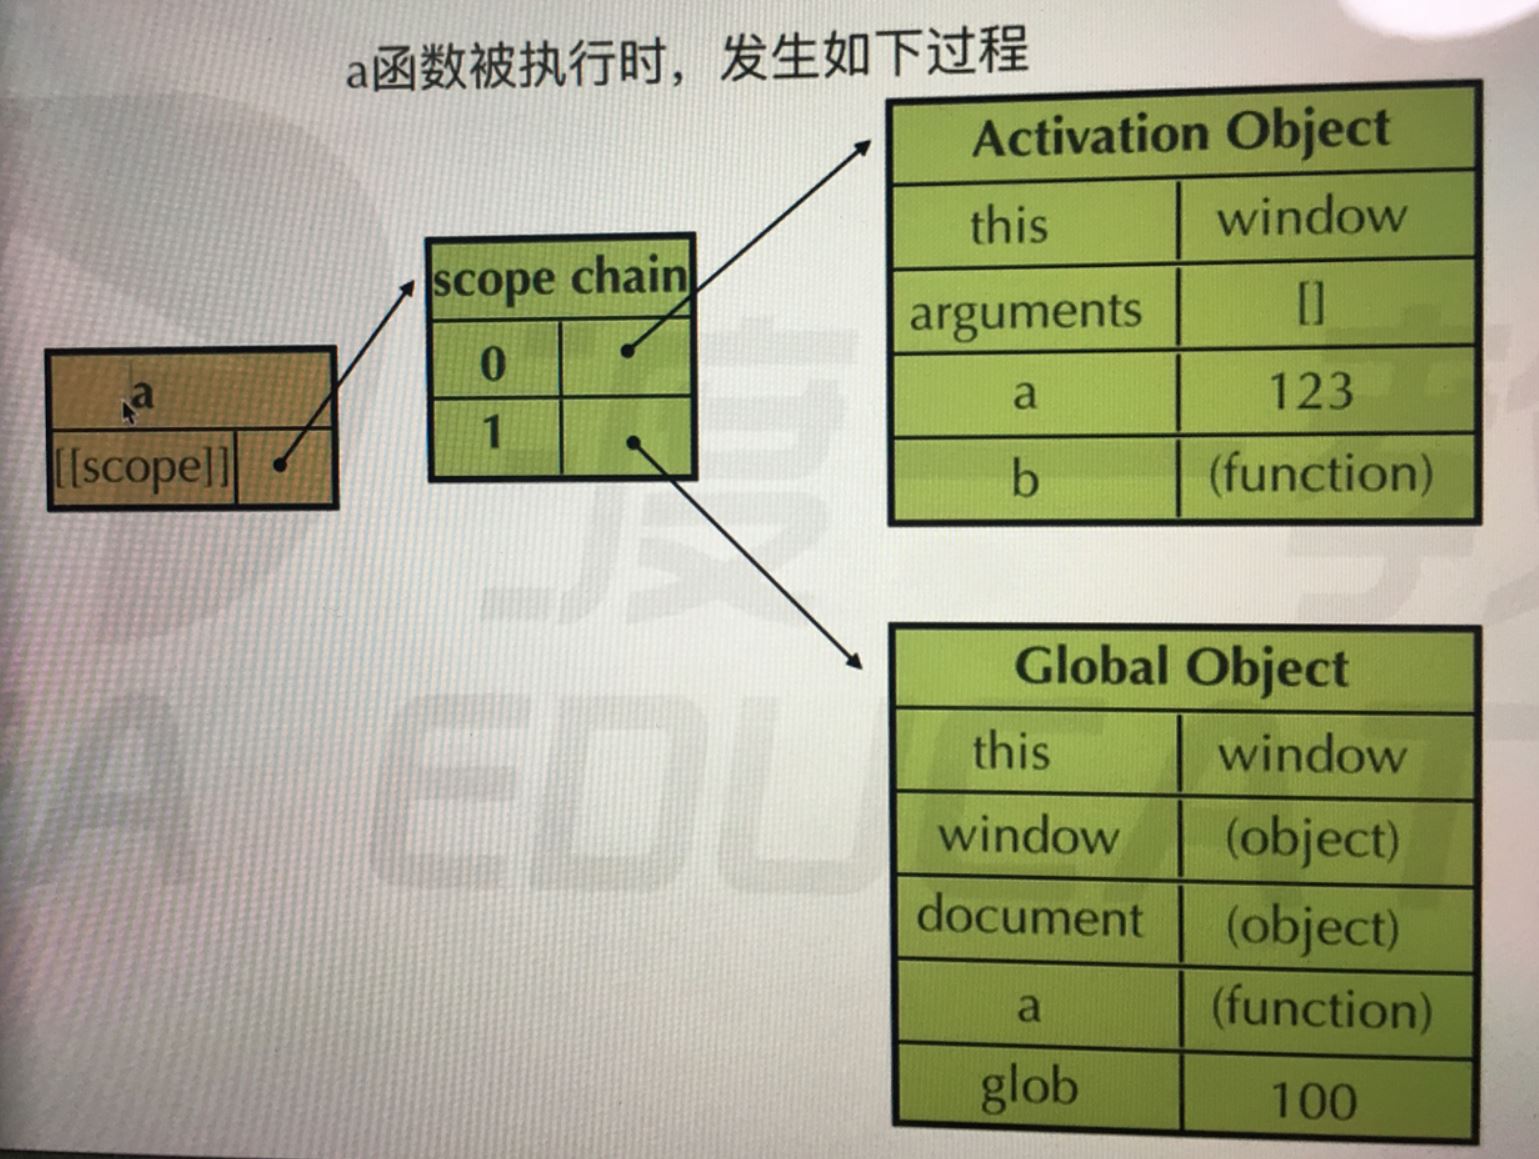 a函数被执行时，发生如下过程
a
[[scope]]
scope chain
0
1
Activation Object
this window
arguments []
a 123
b (function)
Global Object
this window
window (object)
document (object)
a (function)
glob 100